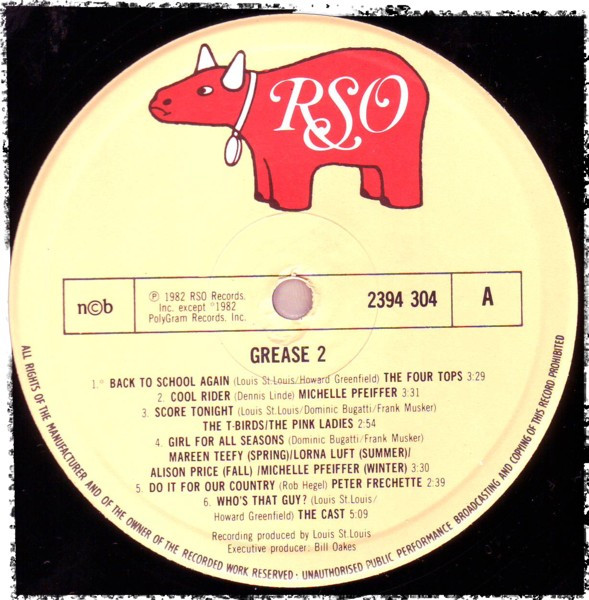 RSO
n©b
℗ 1982 RSO Records,
Inc. except °1982
PolyGram Records, Inc.
2394 304
A
GREASE 2
1.° BACK TO SCHOOL AGAIN (Louis St.Louis/Howard Greenfield) THE FOUR TOPS 3:29
2. COOL RIDER (Dennis Linde) MICHELLE PFEIFFER 3:31
3. SCORE TONIGHT (Louis St.Louis/Dominic Bugatti/Frank Musker)
THE T-BIRDS/THE PINK LADIES 2:54
4. GIRL FOR ALL SEASONS (Dominic Bugatti/Frank Musker)
MAREEN TEEFY (SPRING)/LORNA LUFT (SUMMER)/
ALISON PRICE (FALL) /MICHELLE PFEIFFER (WINTER) 3:30
5. DO IT FOR OUR COUNTRY (Rob Hegel) PETER FRECHETTE 2:39
6. WHO'S THAT GUY? (Louis St.Louis/
Howard Greenfield) THE CAST 5:09
Recording produced by Louis St.Louis
Executive producer: Bill Oakes
ALL RIGHTS OF THE MANUFACTURER AND OF THE OWNER OF THE RECORDED WORK RESERVED · UNAUTHORISED PUBLIC PERFORMANCE BROADCASTING AND COPYING OF THIS RECORD PROHIBITED